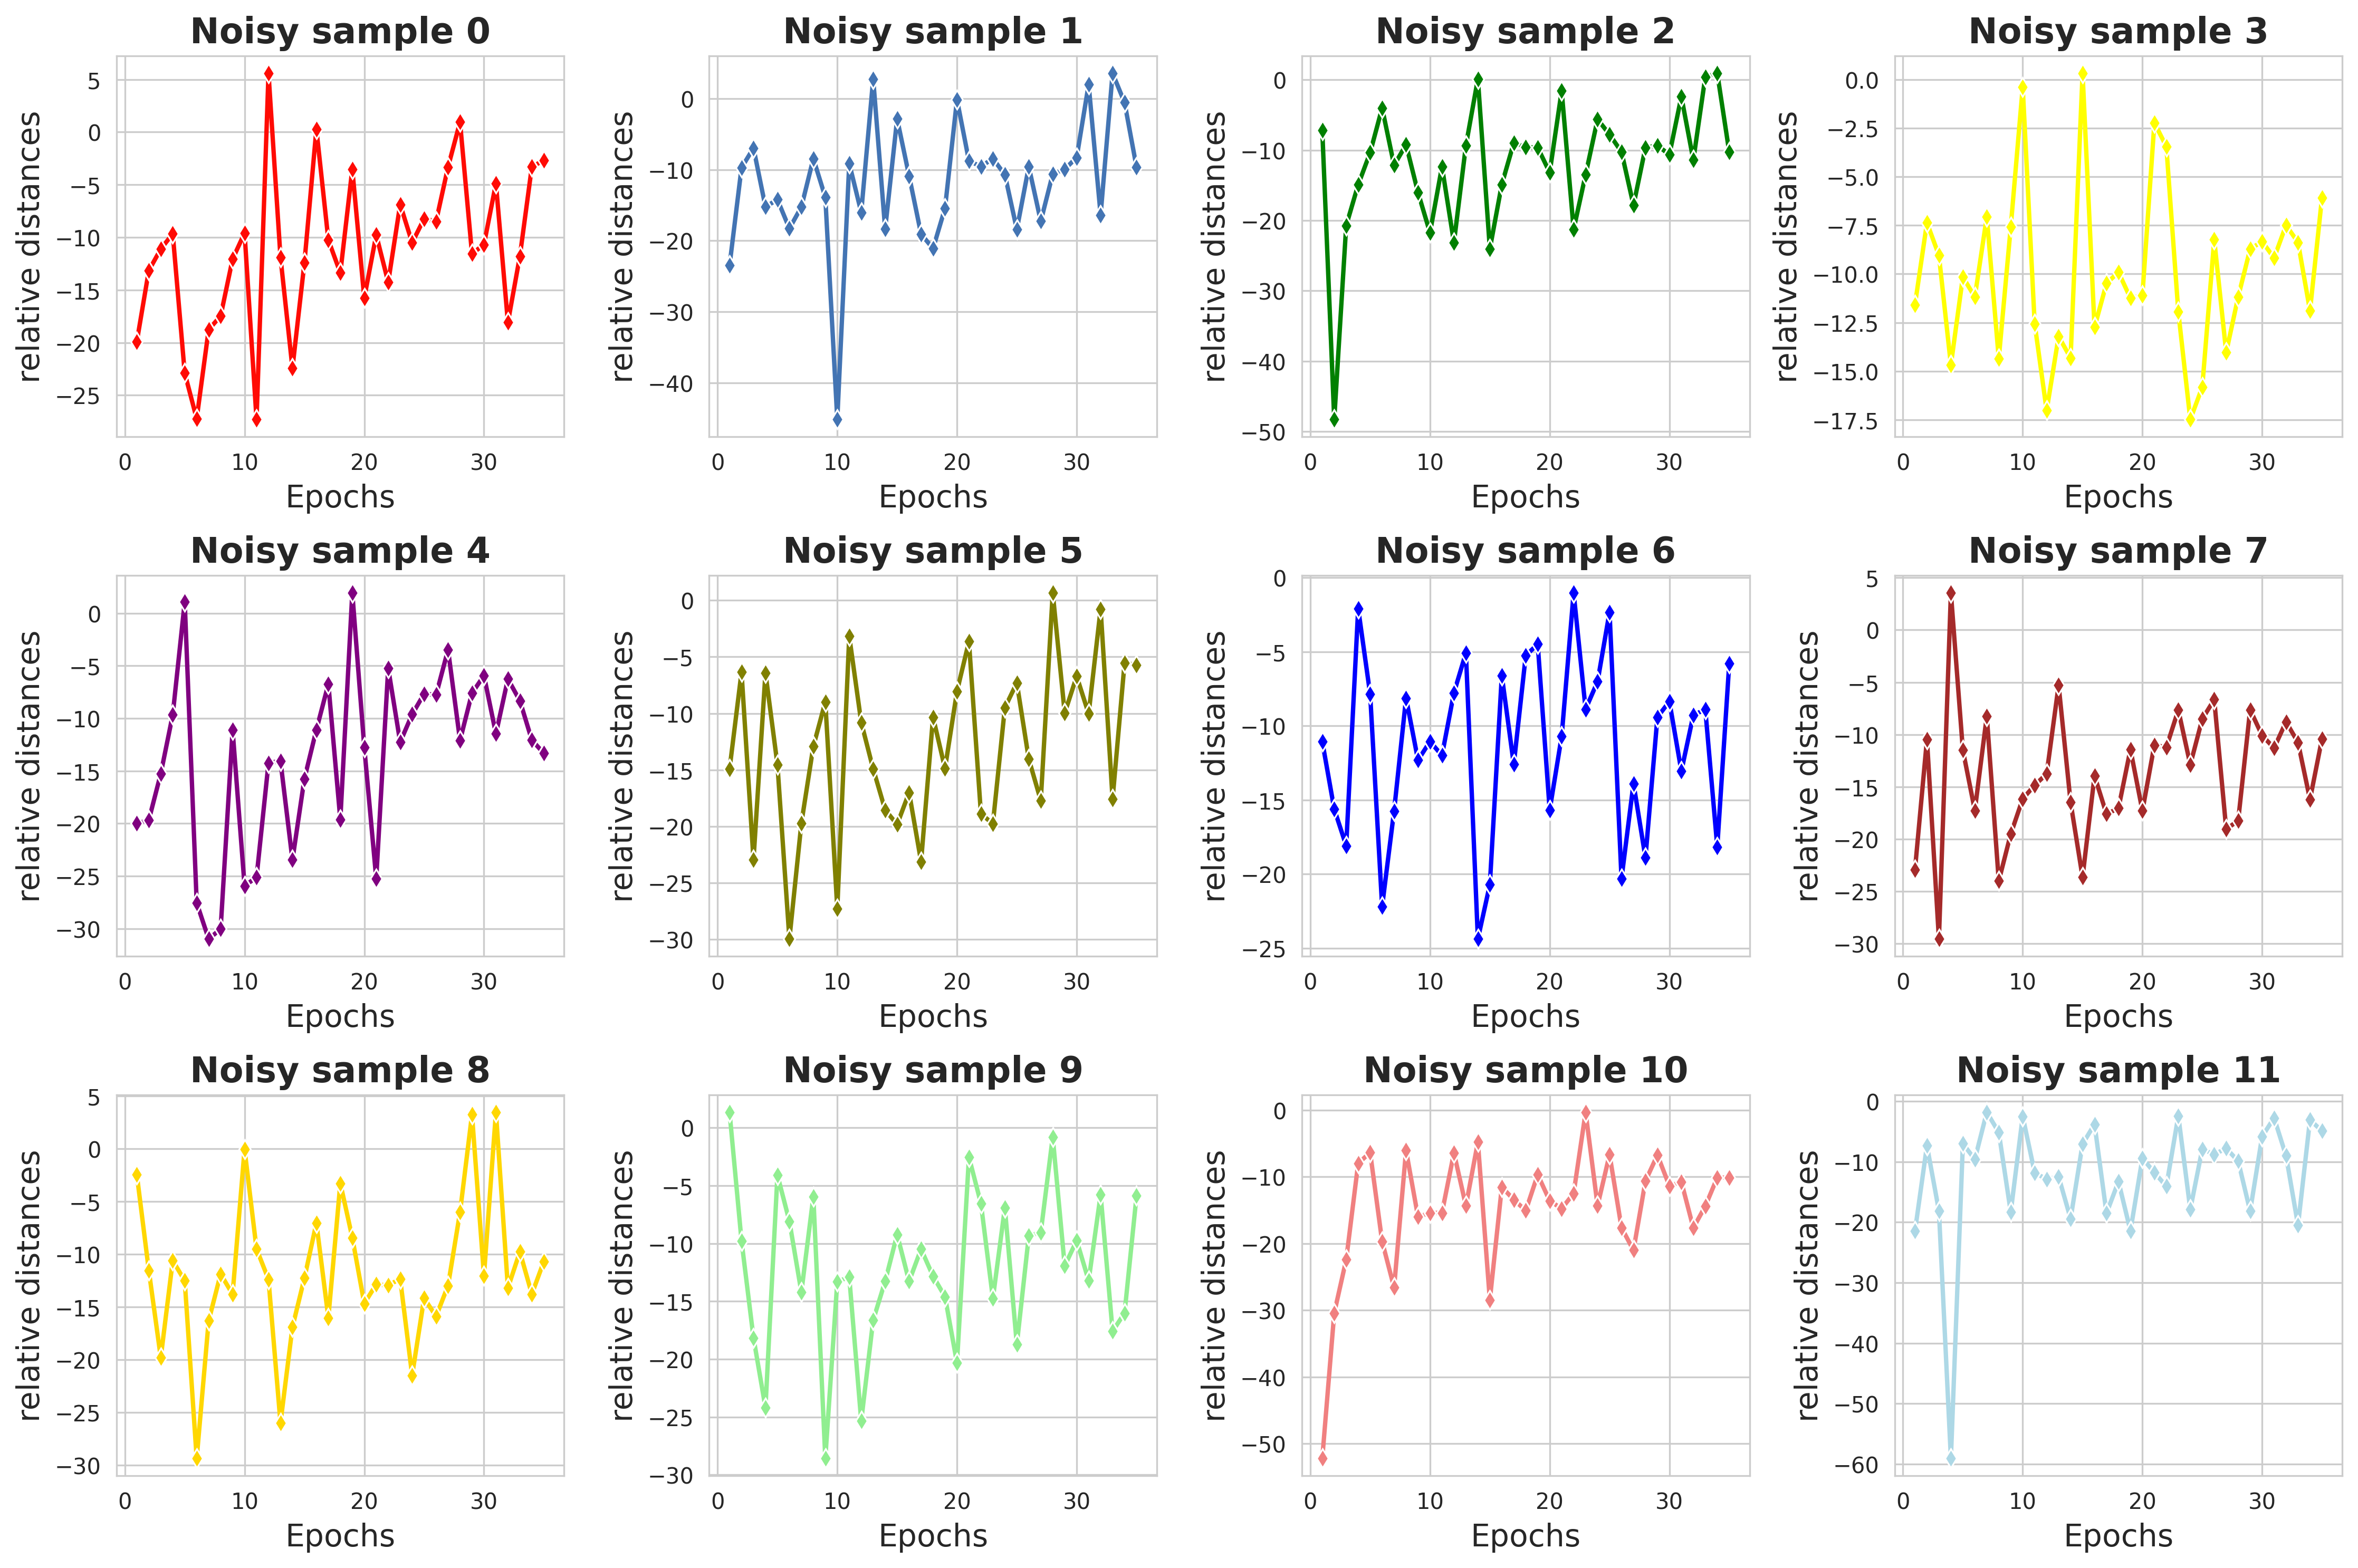 Noisy sample 0
relative distances
5
0
−5
−10
−15
−20
−25
0 10 20 30
Epochs
Noisy sample 1
relative distances
0
−10
−20
−30
−40
0 10 20 30
Epochs
Noisy sample 2
relative distances
0
−10
−20
−30
−40
−50
0 10 20 30
Epochs
Noisy sample 3
relative distances
0.0
−2.5
−5.0
−7.5
−10.0
−12.5
−15.0
−17.5
0 10 20 30
Epochs
Noisy sample 4
relative distances
0
−5
−10
−15
−20
−25
−30
0 10 20 30
Epochs
Noisy sample 5
relative distances
0
−5
−10
−15
−20
−25
−30
0 10 20 30
Epochs
Noisy sample 6
relative distances
0
−5
−10
−15
−20
−25
0 10 20 30
Epochs
Noisy sample 7
relative distances
5
0
−5
−10
−15
−20
−25
−30
0 10 20 30
Epochs
Noisy sample 8
relative distances
5
0
−5
−10
−15
−20
−25
−30
0 10 20 30
Epochs
Noisy sample 9
relative distances
0
−5
−10
−15
−20
−25
−30
0 10 20 30
Epochs
Noisy sample 10
relative distances
0
−10
−20
−30
−40
−50
0 10 20 30
Epochs
Noisy sample 11
relative distances
0
−10
−20
−30
−40
−50
−60
0 10 20 30
Epochs